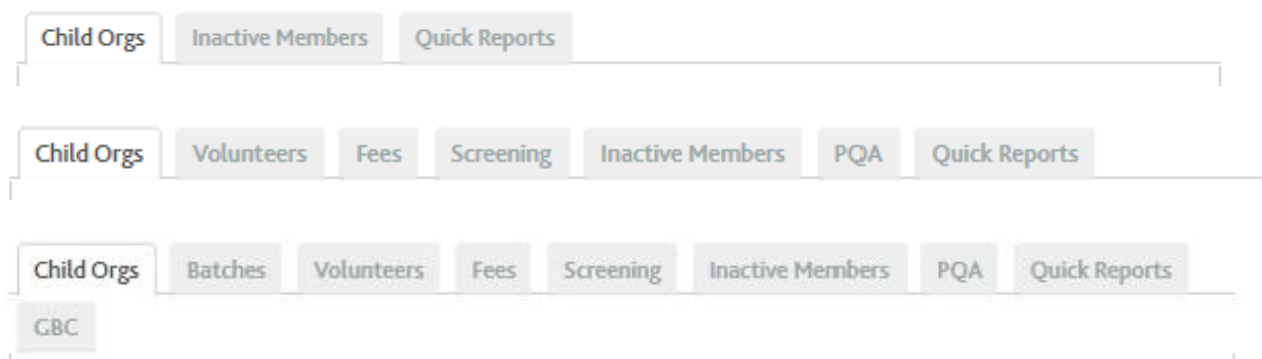 Child Orgs Inactive Members Quick Reports
Child Orgs Volunteers Fees Screening Inactive Members PQA Quick Reports
Child Orgs Batches Volunteers Fees Screening Inactive Members PQA Quick Reports
GBC